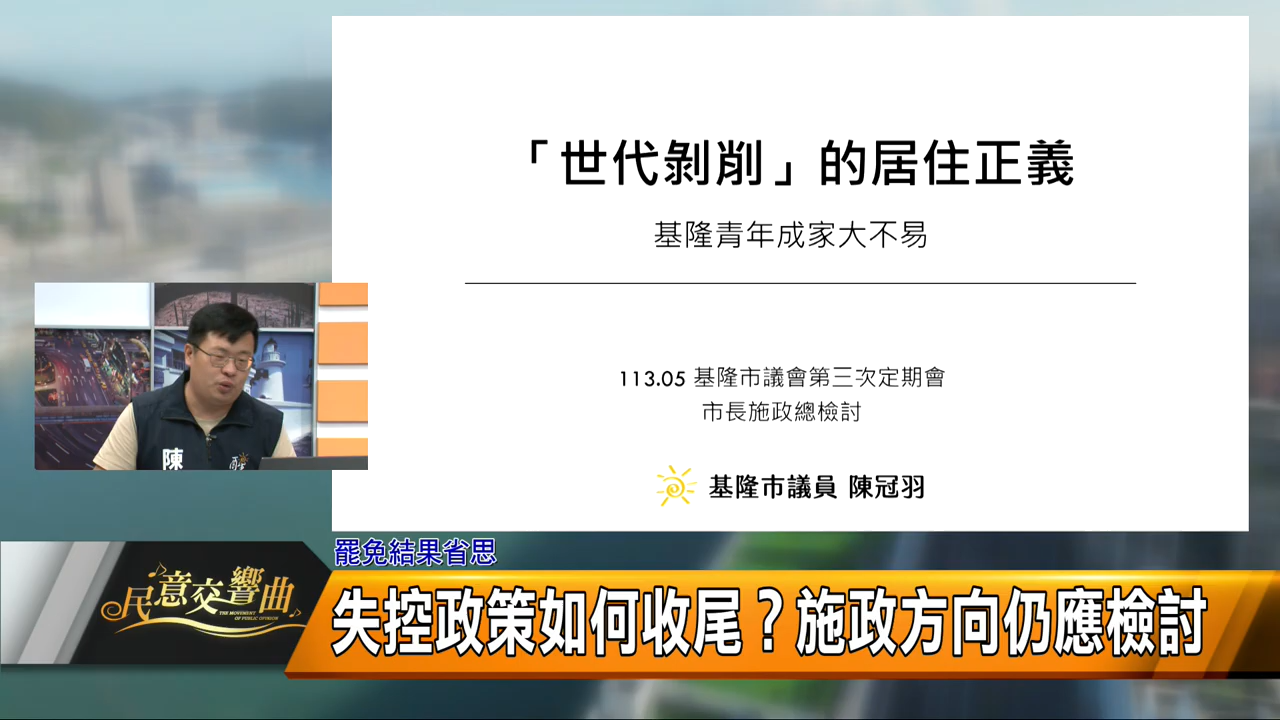 「世代剝削」的居住正義
基隆青年成家大不易
113.05 基隆市議會第三次定期會
市長施政總檢討
基隆市議員 陳冠羽
陳
罷免結果省思
民意交響曲
THE MOVEMENT
OF PUBLIC OPINION
失控政策如何收尾？施政方向仍應檢討